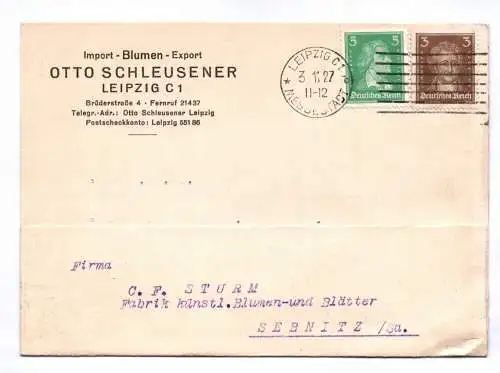 Import - Blumen - Export
OTTO SCHLEUSENER
LEIPZIG C 1
Brüderstraße 4 - Fernruf 21437
Telegr.-Adr.: Otto Schleusener Leipzig
Postscheckkonto: Leipzig 55186
LEIPZIG C 1
3 1 27
11-12
MESSESTADT
5 5
Deutsches Reich
3 3
Deutsches Reich
Firma
C. F. STURM
Fabrik künstl.Blumen-und Blätter
SEBNITZ /Sa.